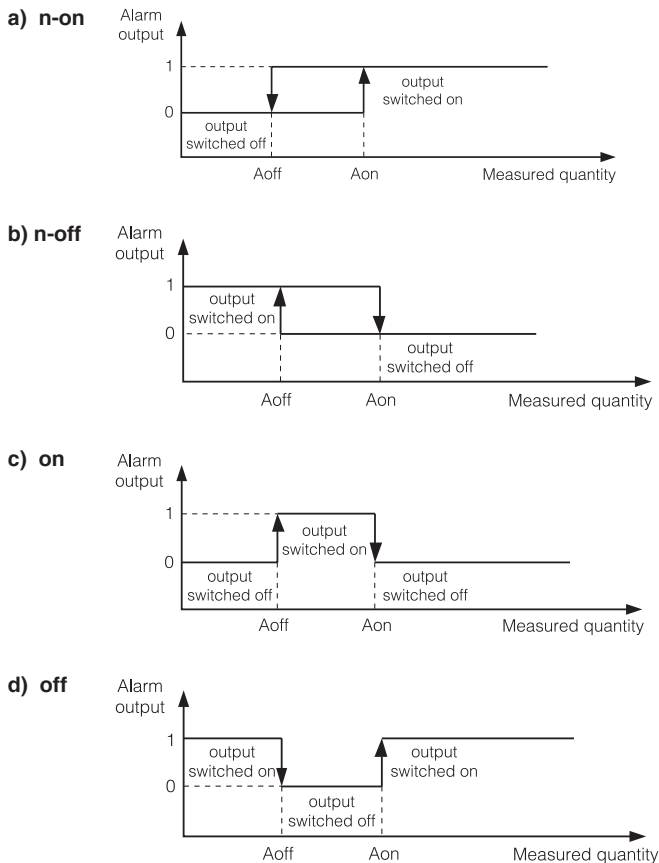 a) n-on
Alarm
output
1
0
output
switched on
output
switched off
Aoff
Aon
Measured quantity
b) n-off
Alarm
output
1
output
switched on
0
output
switched off
Aoff
Aon
Measured quantity
c) on
Alarm
output
1
output
switched on
0
output
switched off
output
switched off
Aoff
Aon
Measured quantity
d) off
Alarm
output
1
output
switched on
output
switched on
0
output
switched off
Aoff
Aon
Measured quantity